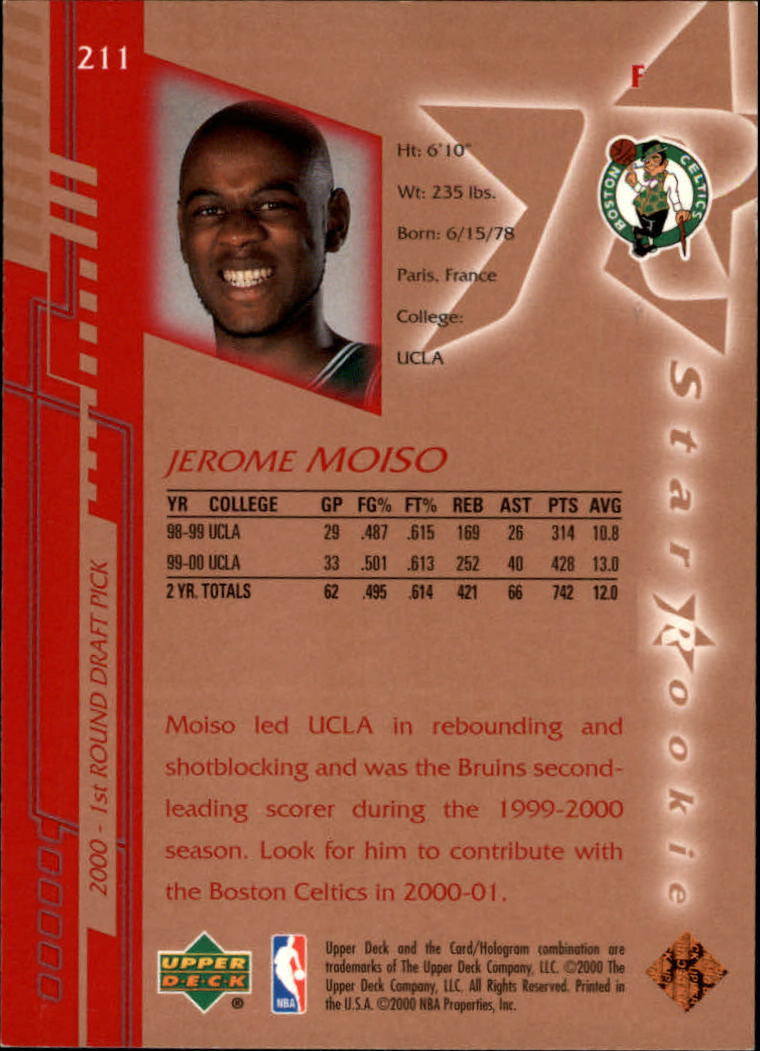 211
F
BOSTON CELTICS
Ht: 6'10"
Wt: 235 lbs.
Born: 6/15/78
Paris, France
College:
UCLA
Star Rookie
JEROME MOISO
YR COLLEGE GP FG% FT% REB AST PTS AVG
98-99 UCLA 29 .487 .615 169 26 314 10.8
99-00 UCLA 33 .501 .613 252 40 428 13.0
2 YR. TOTALS 62 .495 .614 421 66 742 12.0
2000 - 1st ROUND DRAFT PICK
Moiso led UCLA in rebounding and
shotblocking and was the Bruins second-
leading scorer during the 1999-2000
season. Look for him to contribute with
the Boston Celtics in 2000-01.
UPPER
D·E·C·K
®
NBA
Upper Deck and the Card/Hologram combination are
trademarks of The Upper Deck Company, LLC. ©2000 The
Upper Deck Company, LLC. All Rights Reserved. Printed in
the U.S.A. ©2000 NBA Properties, Inc.